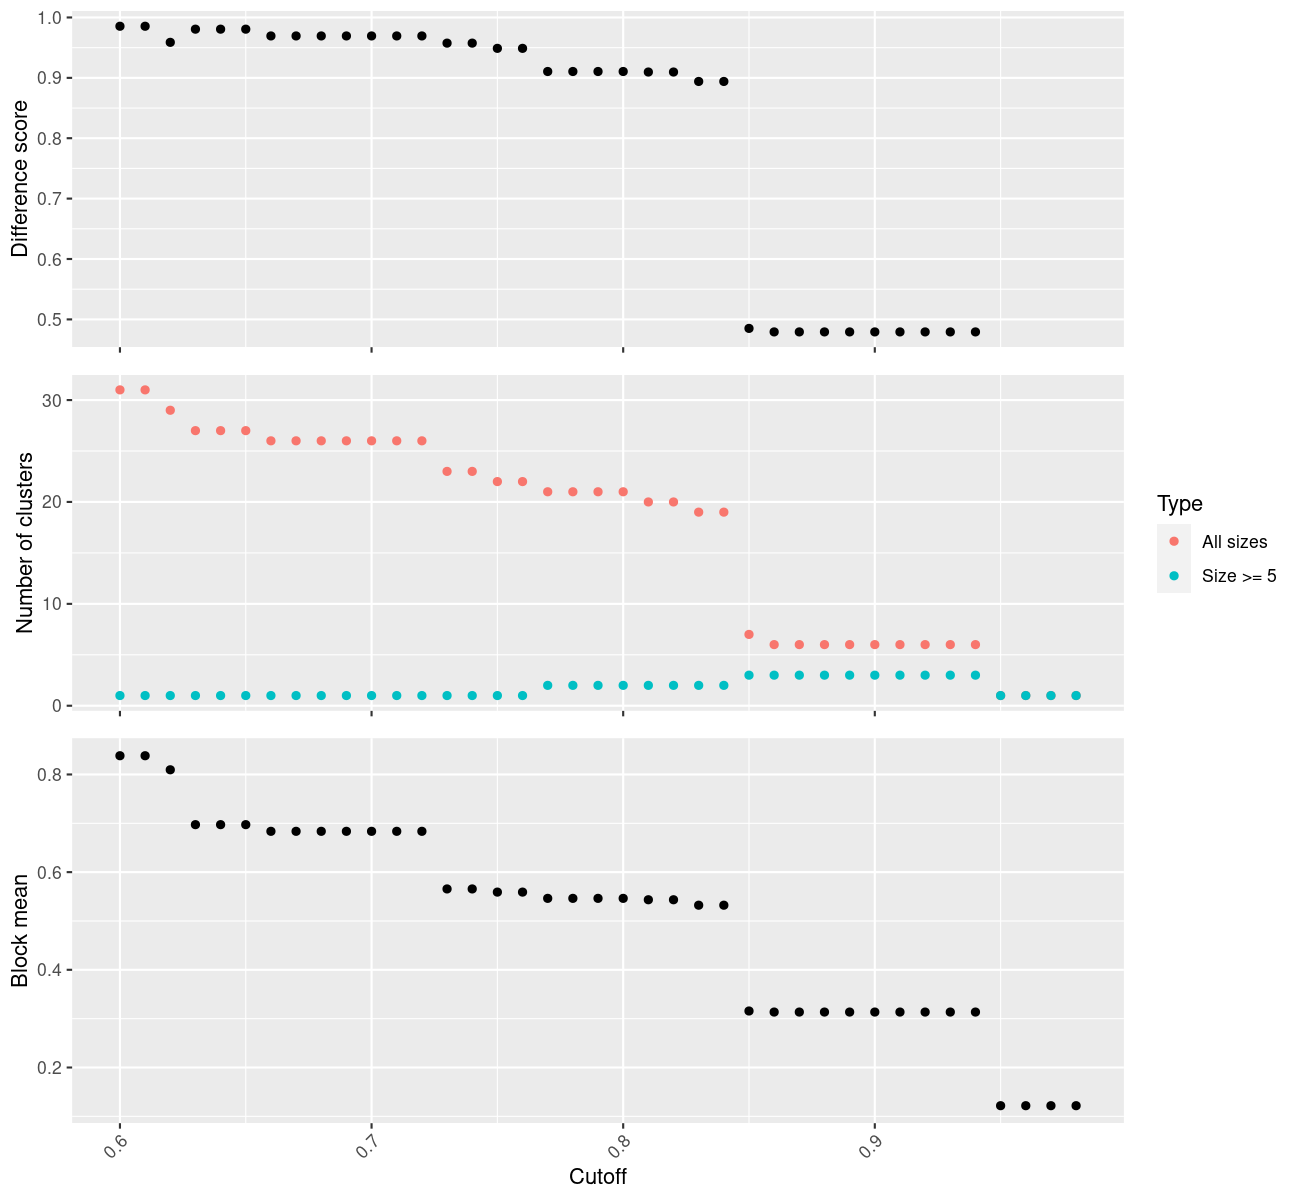 Difference score
1.0
0.9
0.8
0.7
0.6
0.5
Number of clusters
30
20
10
0
Type
All sizes
Size >= 5
Block mean
0.8
0.6
0.4
0.2
0.6
0.7
0.8
0.9
Cutoff